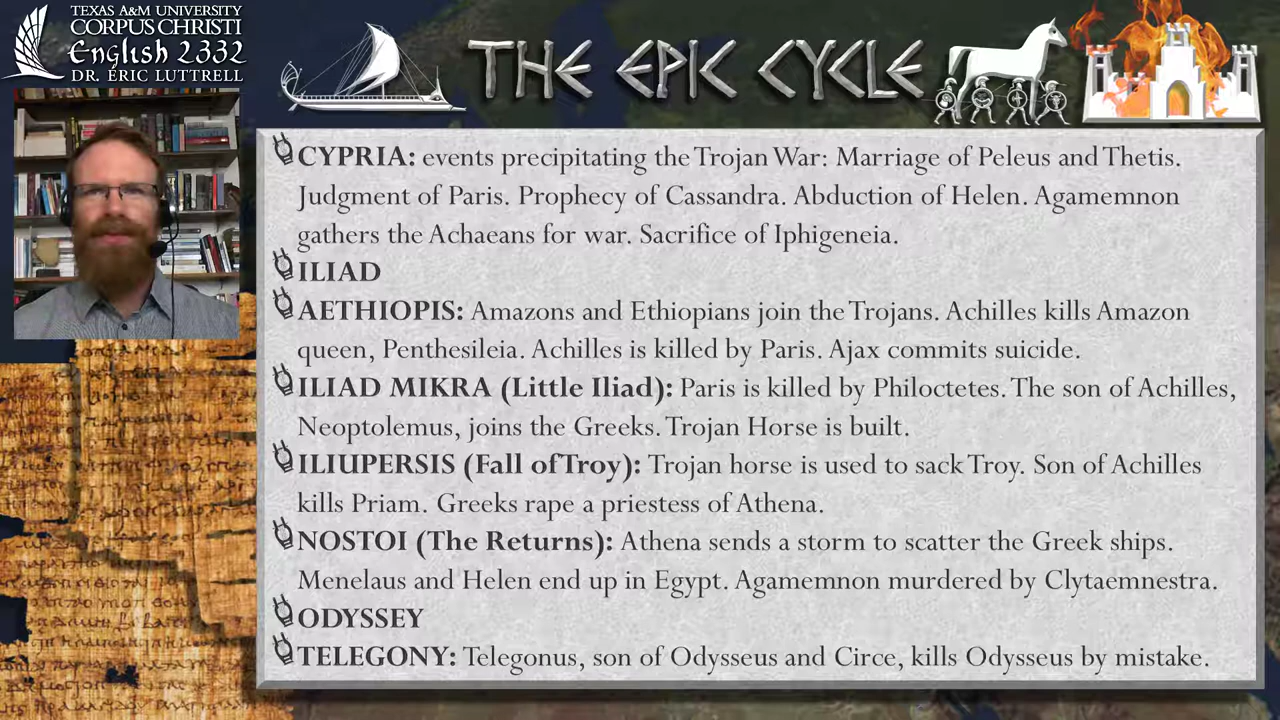 TEXAS A&M UNIVERSITY
CORPUS CHRISTI
English 2332
DR. ERIC LUTTRELL
THE EPIC CYCLE
CYPRIA: events precipitating the Trojan War: Marriage of Peleus and Thetis.
Judgment of Paris. Prophecy of Cassandra. Abduction of Helen. Agamemnon
gathers the Achaeans for war. Sacrifice of Iphigeneia.
ILIAD
AETHIOPIS: Amazons and Ethiopians join the Trojans. Achilles kills Amazon
queen, Penthesileia. Achilles is killed by Paris. Ajax commits suicide.
ILIAD MIKRA (Little Iliad): Paris is killed by Philoctetes. The son of Achilles,
Neoptolemus, joins the Greeks. Trojan Horse is built.
ILIUPERSIS (Fall of Troy): Trojan horse is used to sack Troy. Son of Achilles
kills Priam. Greeks rape a priestess of Athena.
NOSTOI (The Returns): Athena sends a storm to scatter the Greek ships.
Menelaus and Helen end up in Egypt. Agamemnon murdered by Clytaemnestra.
ODYSSEY
TELEGONY: Telegonus, son of Odysseus and Circe, kills Odysseus by mistake.